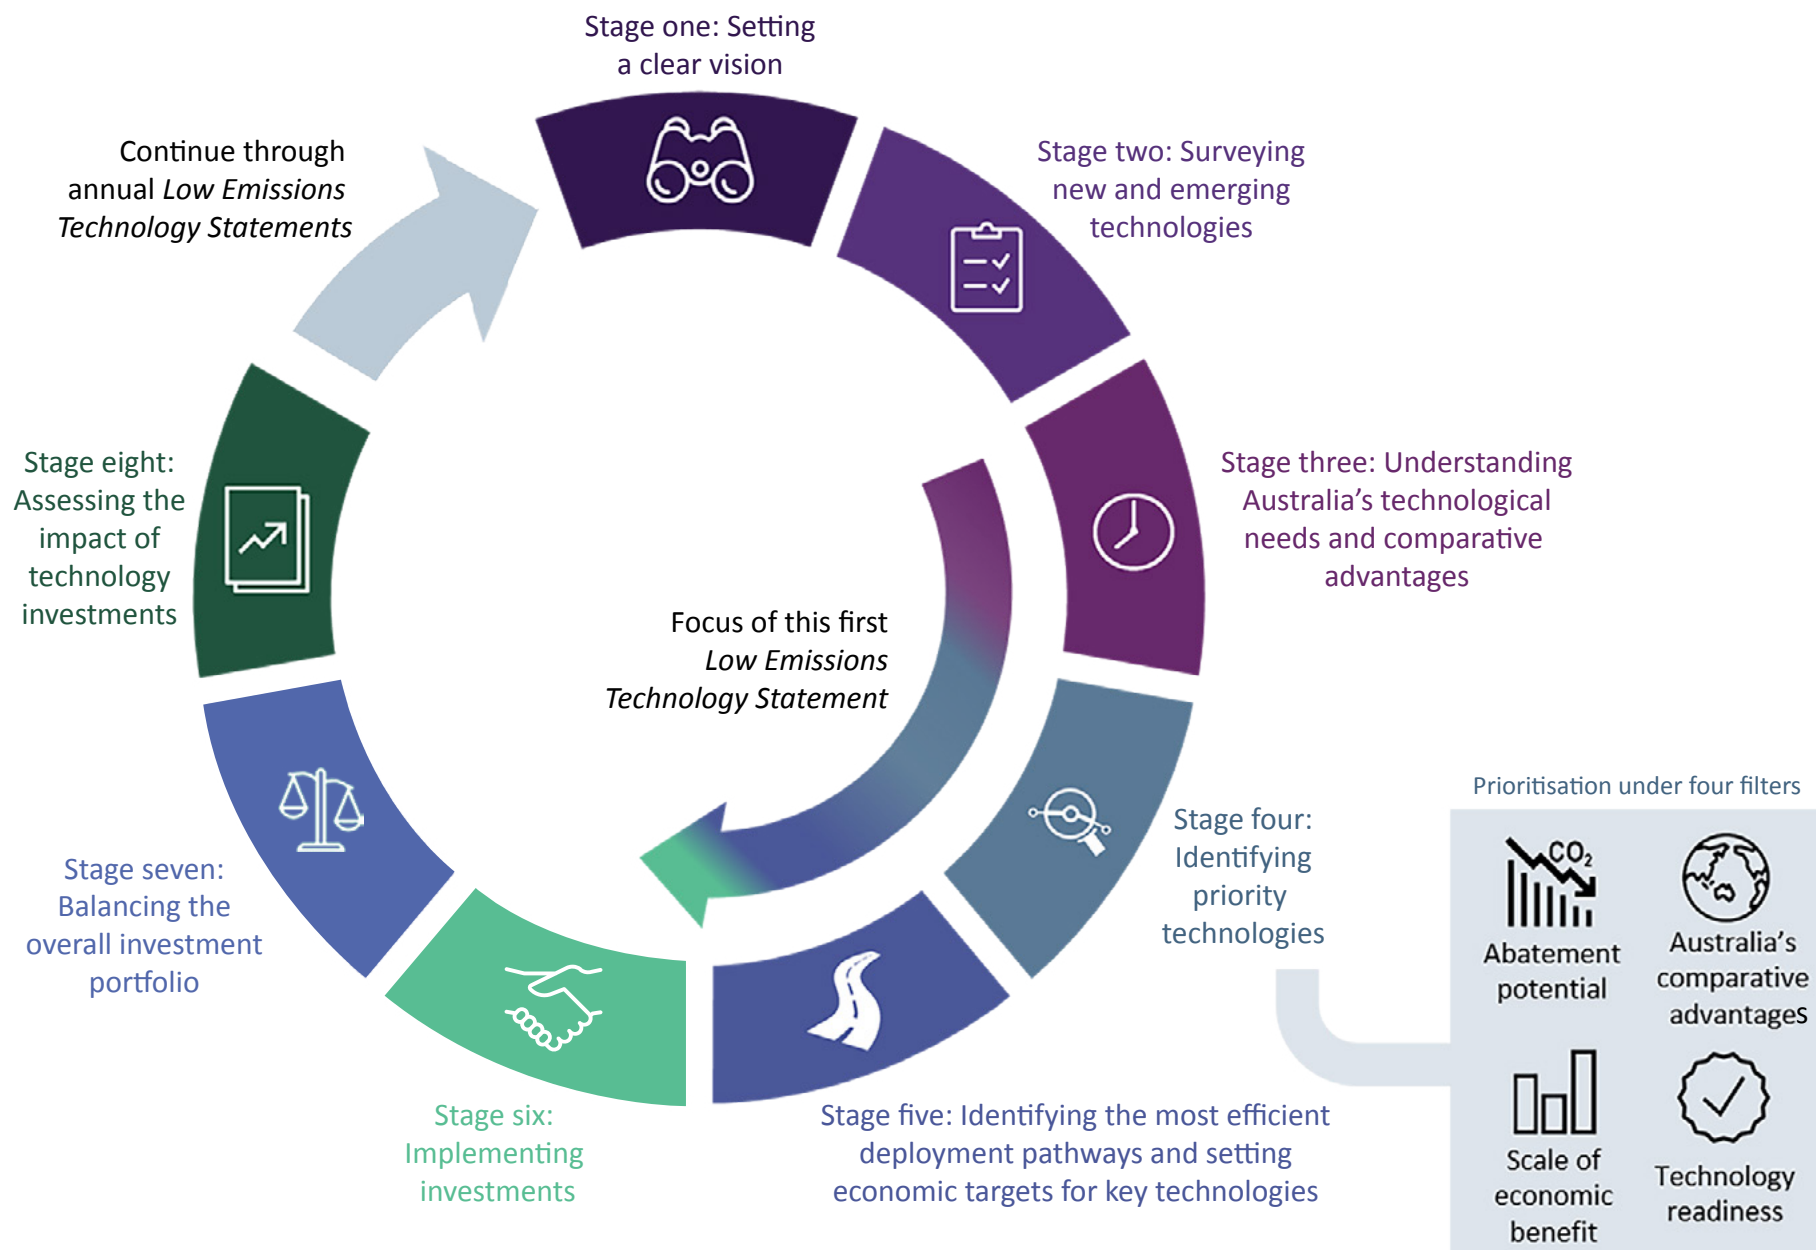 Stage one: Setting
a clear vision
Continue through
annual Low Emissions
Technology Statements
Stage two: Surveying
new and emerging
technologies
Stage three: Understanding
Australia’s technological
needs and comparative
advantages
Stage eight:
Assessing the
impact of
technology
investments
Focus of this first
Low Emissions
Technology Statement
Stage four:
Identifying
priority
technologies
Prioritisation under four filters
CO₂
Abatement
potential
Australia’s
comparative
advantages
Scale of
economic
benefit
Technology
readiness
Stage seven:
Balancing the
overall investment
portfolio
Stage six:
Implementing
investments
Stage five: Identifying the most efficient
deployment pathways and setting
economic targets for key technologies